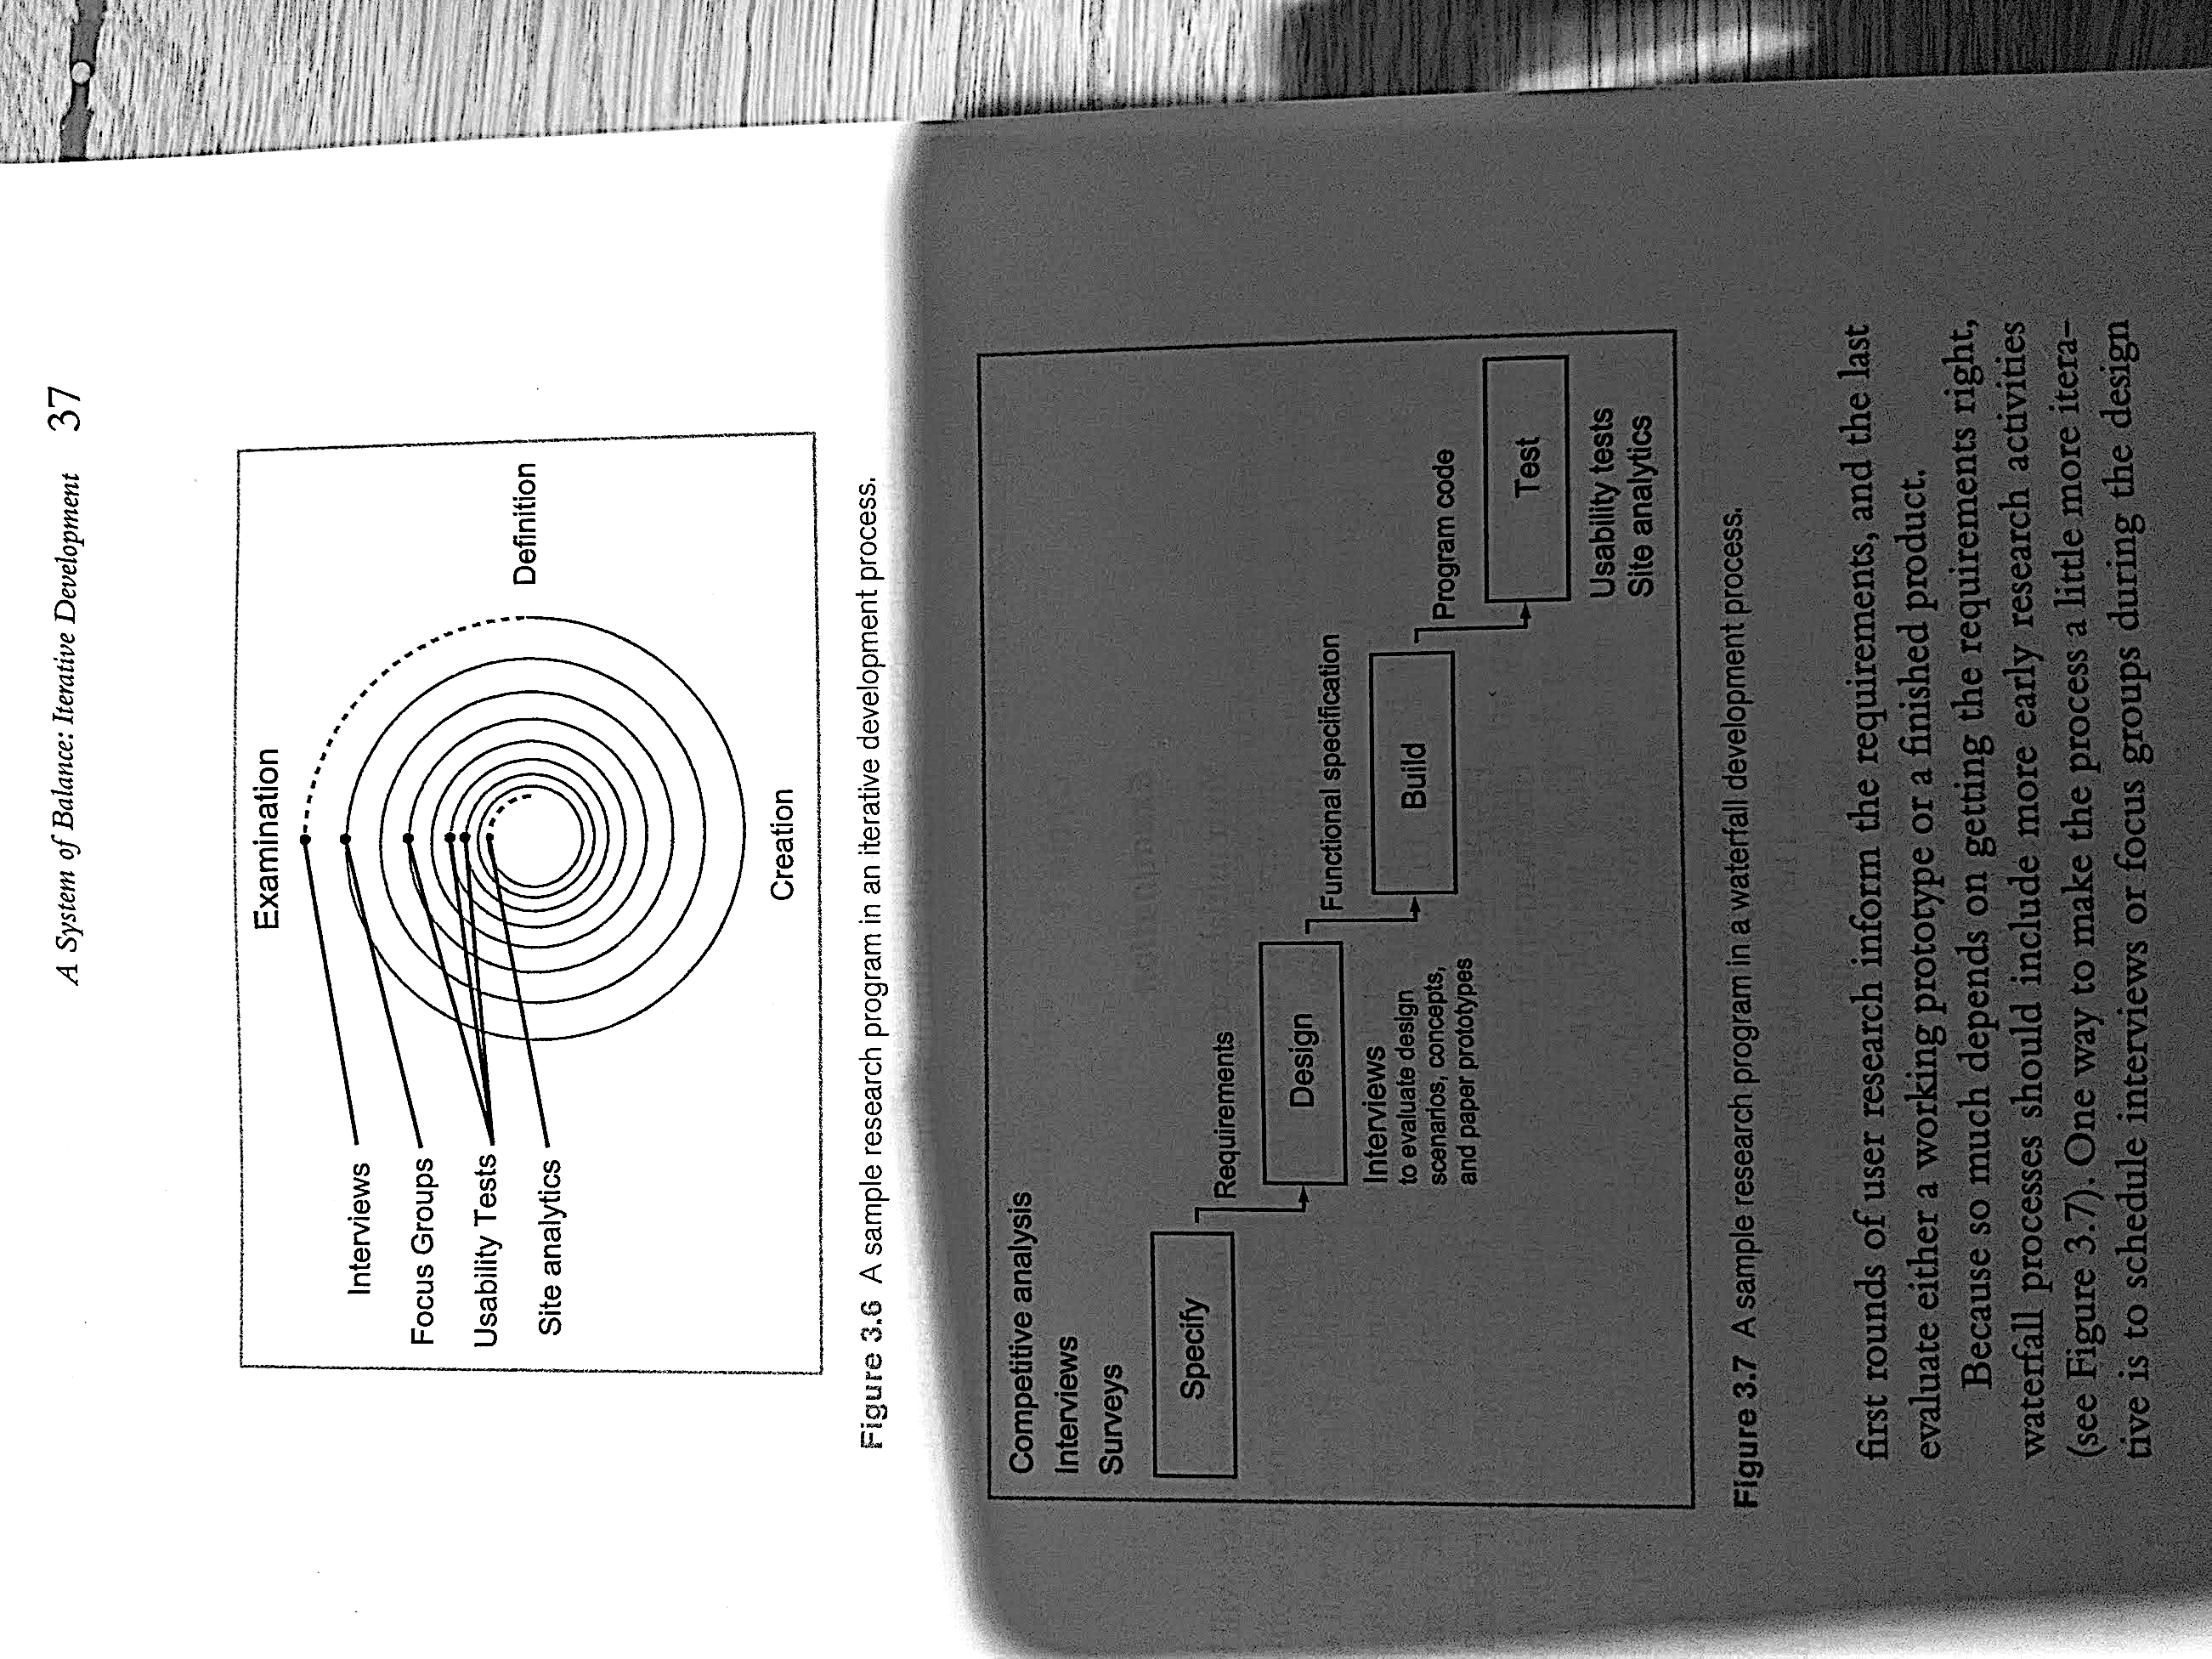 A System of Balance: Iterative Development 37
Examination
Interviews
Focus Groups
Usability Tests
Site analytics
Definition
Creation
Figure 3.6 A sample research program in an iterative development process.
Competitive analysis
Interviews
Surveys
Specify
Requirements
Design
Interviews
to evaluate design
scenarios, concepts,
and paper prototypes
Functional specification
Build
Program code
Test
Usability tests
Site analytics
Figure 3.7 A sample research program in a waterfall development process.
first rounds of user research inform the requirements, and the last
evaluate either a working prototype or a finished product.
Because so much depends on getting the requirements right,
waterfall processes should include more early research activities
(see Figure 3.7). One way to make the process a little more itera-
tive is to schedule interviews or focus groups during the design